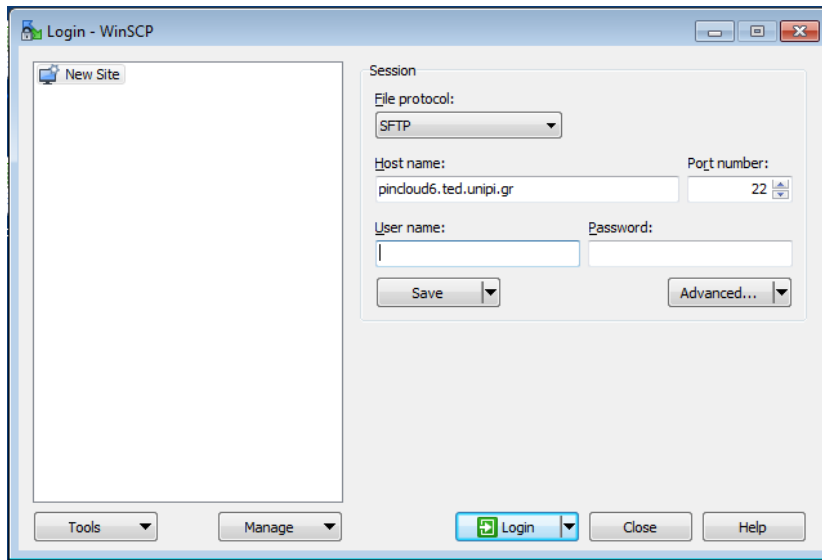 Login - WinSCP
New Site
Session
File protocol:
SFTP
Host name: Port number:
pincloud6.ted.unipi.gr 22
User name: Password:
Save Advanced...
Tools Manage Login Close Help